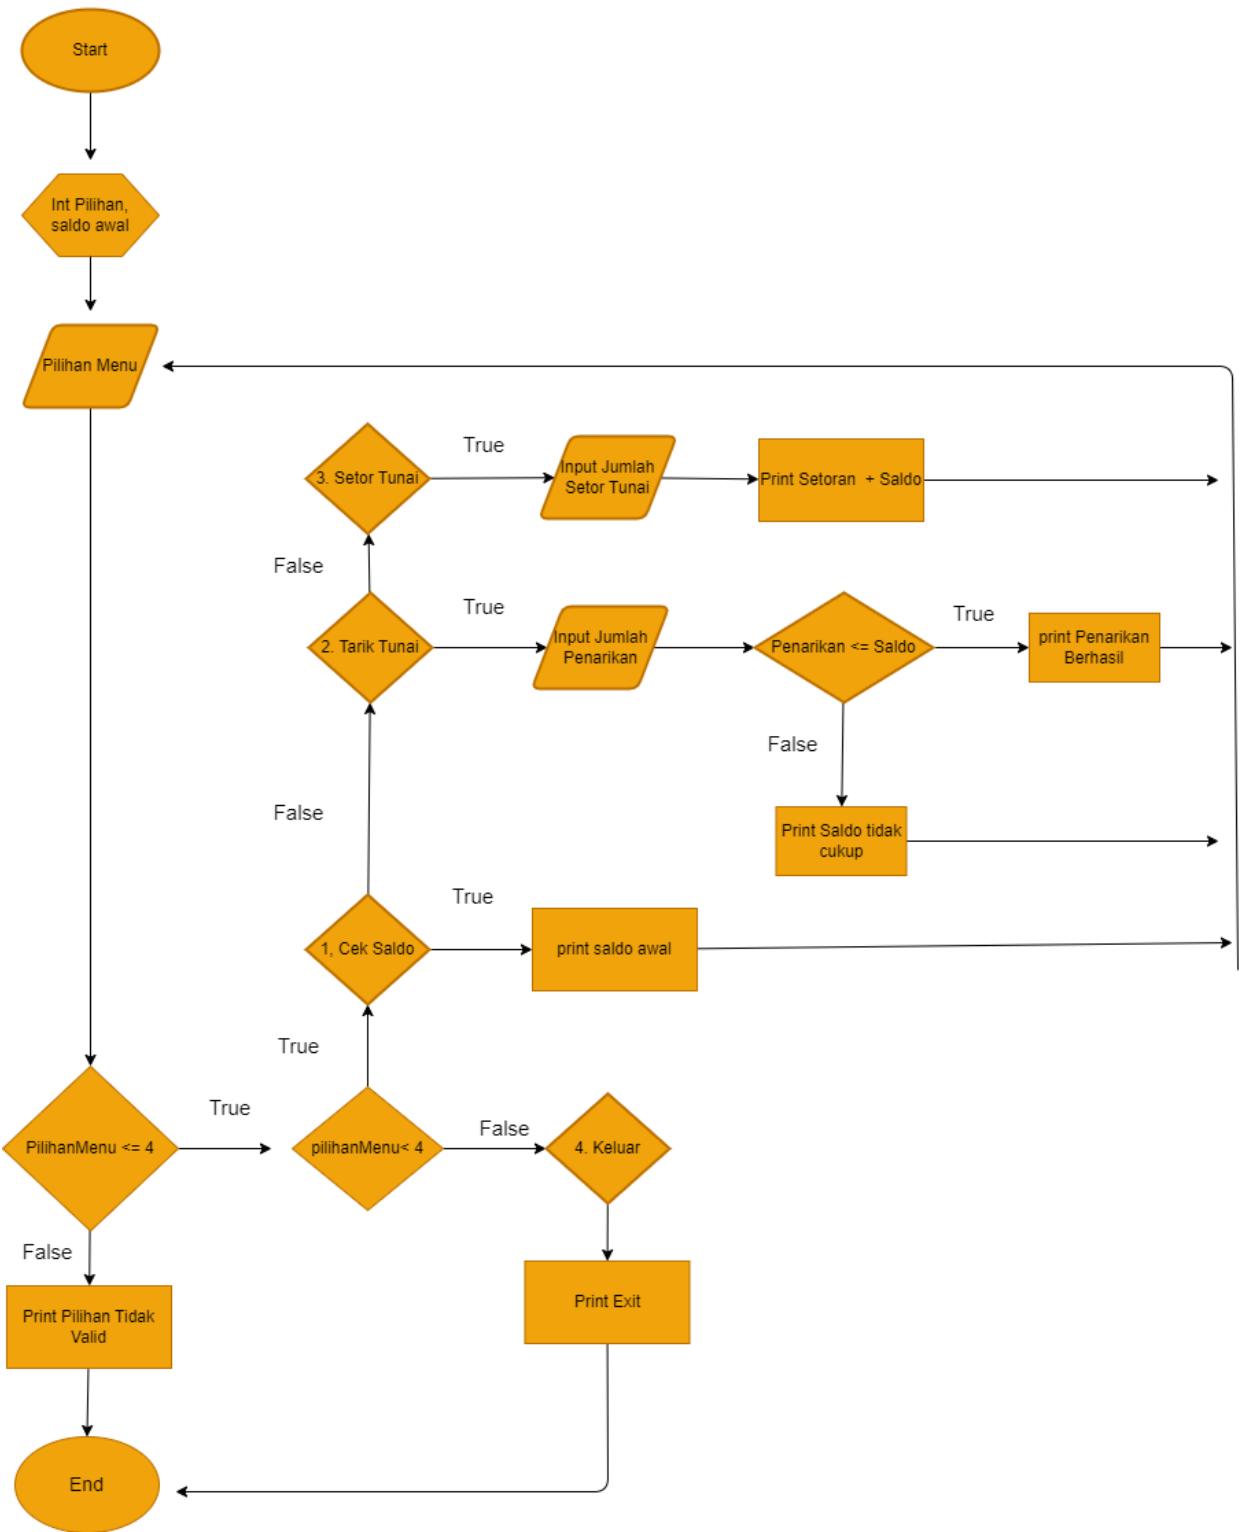 Start
Int Pilihan,
saldo awal
Pilihan Menu
3. Setor Tunai
True
Input Jumlah
Setor Tunai
Print Setoran + Saldo
False
2. Tarik Tunai
True
Input Jumlah
Penarikan
Penarikan <= Saldo
True
print Penarikan
Berhasil
False
Print Saldo tidak
cukup
False
1, Cek Saldo
True
print saldo awal
True
PilihanMenu <= 4
True
pilihanMenu< 4
False
4. Keluar
False
Print Pilihan Tidak
Valid
Print Exit
End